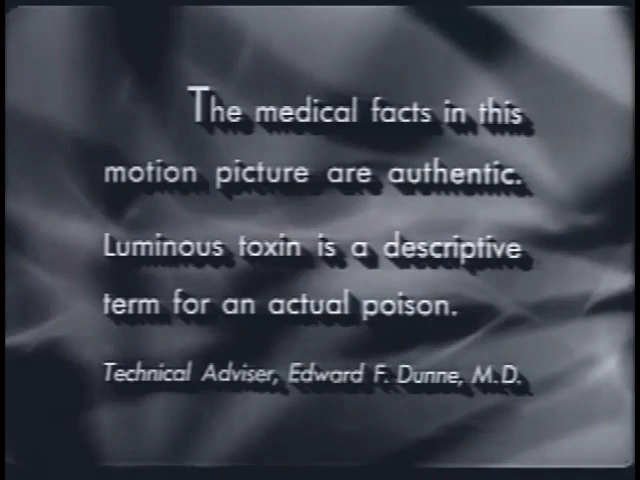 The medical facts in this
motion picture are authentic.
Luminous toxin is a descriptive
term for an actual poison.
Technical Adviser, Edward F. Dunne, M.D.